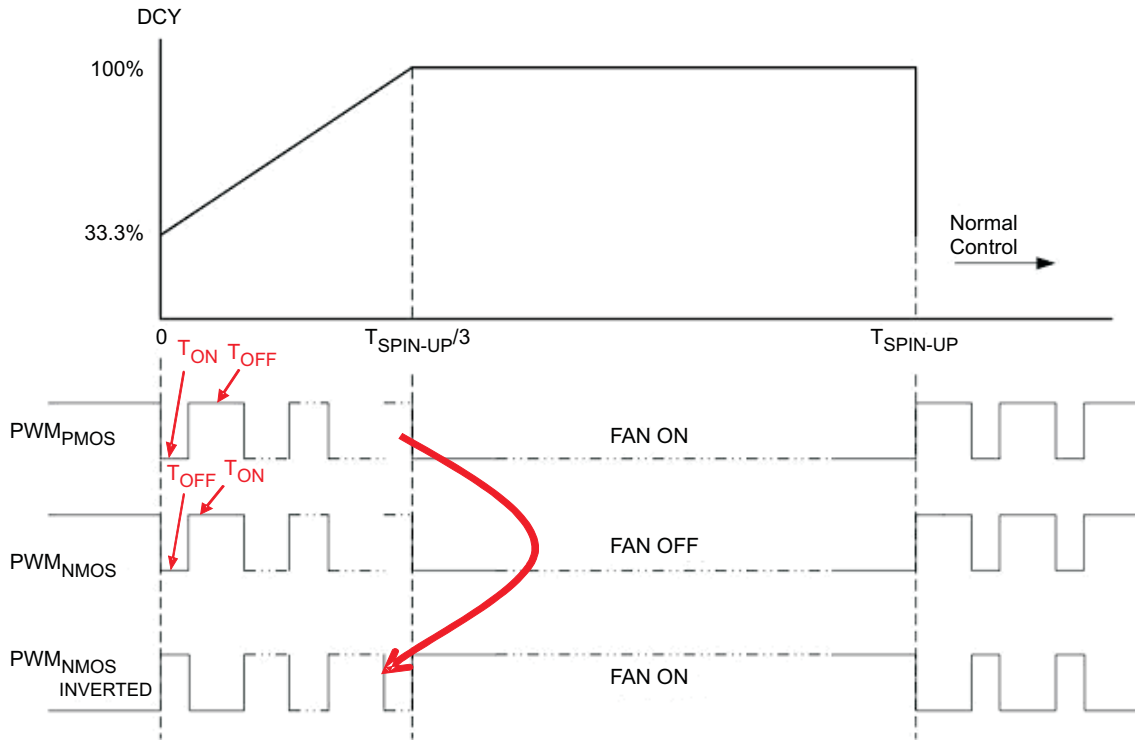 DCY
100%
33.3%
Normal
Control
0
TSPIN-UP/3
TSPIN-UP
TON
TOFF
PWMPMOS
FAN ON
TOFF
TON
PWMNMOS
FAN OFF
PWMNMOS
INVERTED
FAN ON